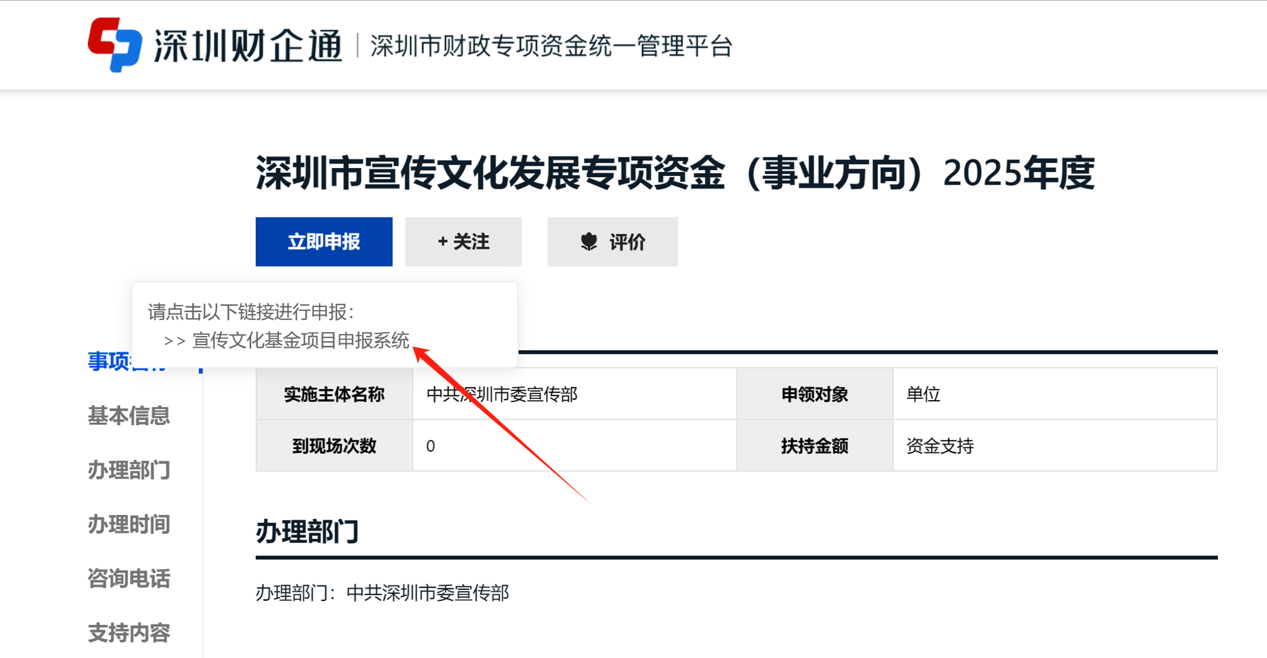 深圳财企通 | 深圳市财政专项资金统一管理平台
深圳市宣传文化发展专项资金（事业方向）2025年度
立即申报 + 关注 评价
请点击以下链接进行申报：
>> 宣传文化基金项目申报系统
事项
基本信息
办理部门
办理时间
咨询电话
支持内容
实施主体名称 中共深圳市委宣传部 申领对象 单位
到现场次数 0 扶持金额 资金支持
办理部门
办理部门：中共深圳市委宣传部